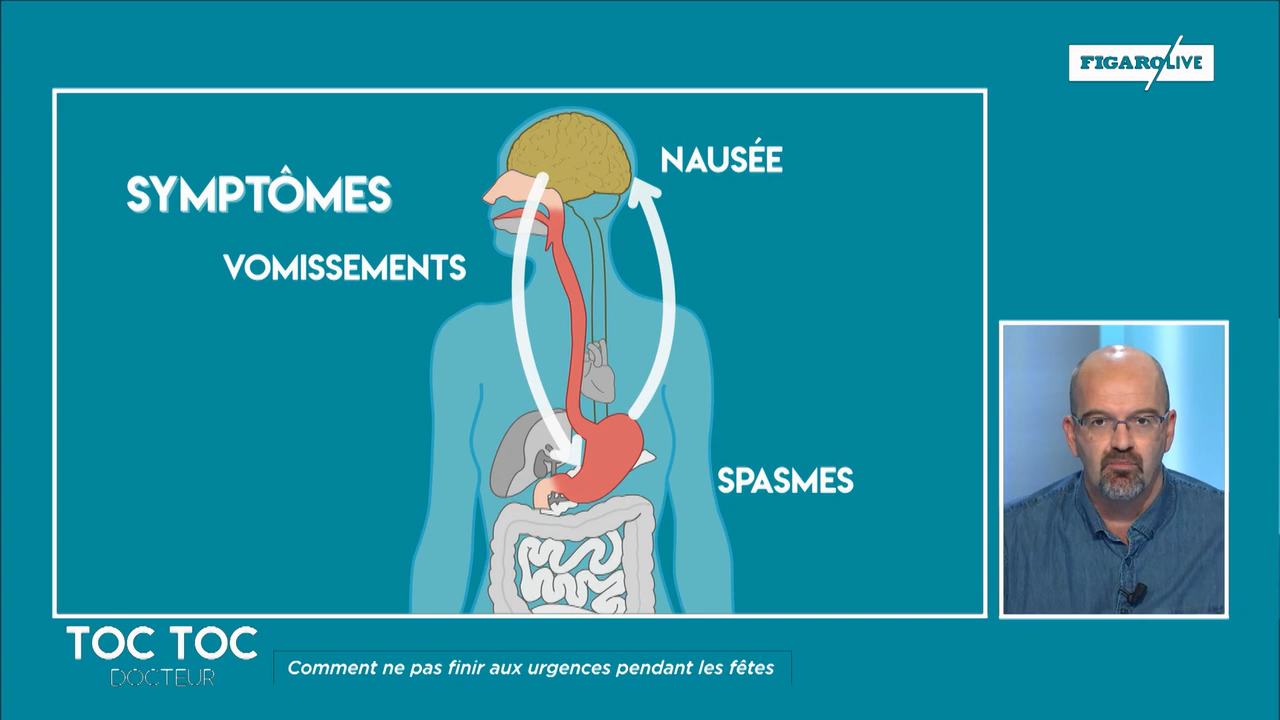 FIGARO LIVE
SYMPTÔMES
NAUSÉE
VOMISSEMENTS
SPASMES
TOC TOC
DOCTEUR
Comment ne pas finir aux urgences pendant les fêtes